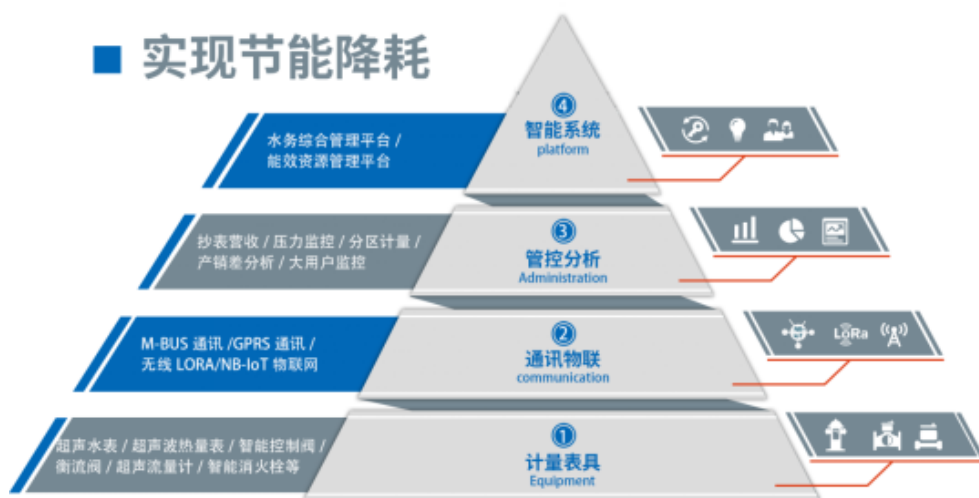 实现节能降耗
水务综合管理平台 /
能效资源管理平台
4
智能系统
platform
抄表营收 / 压力监控 / 分区计量 /
产销差分析 / 大用户监控
3
管控分析
Administration
M-BUS 通讯 /GPRS 通讯 /
无线 LORA/NB-IoT 物联网
2
通讯物联
communication
LoRa
超声水表 / 超声波热量表 / 智能控制阀 /
衡流阀 / 超声流量计 / 智能消火栓等
1
计量表具
Equipment